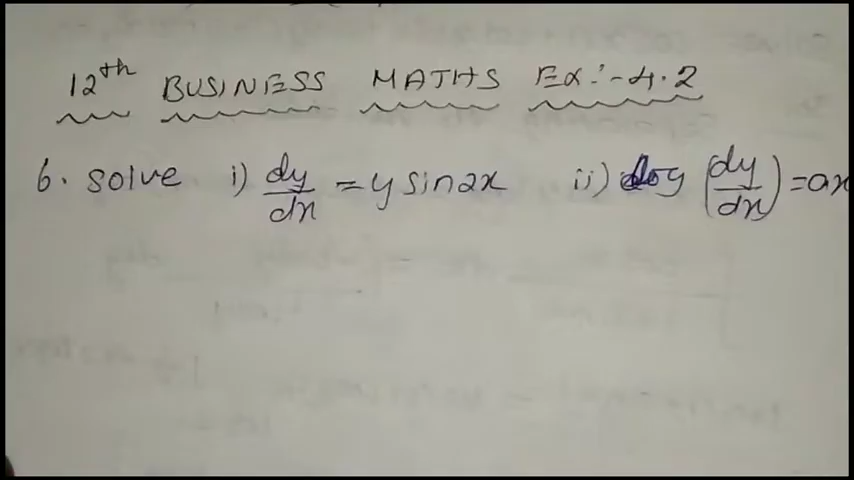 12th BUSINESS MATHS Ex:-4.2
6. solve i) dy/dx = y sin2x ii) log (dy/dx) = ax